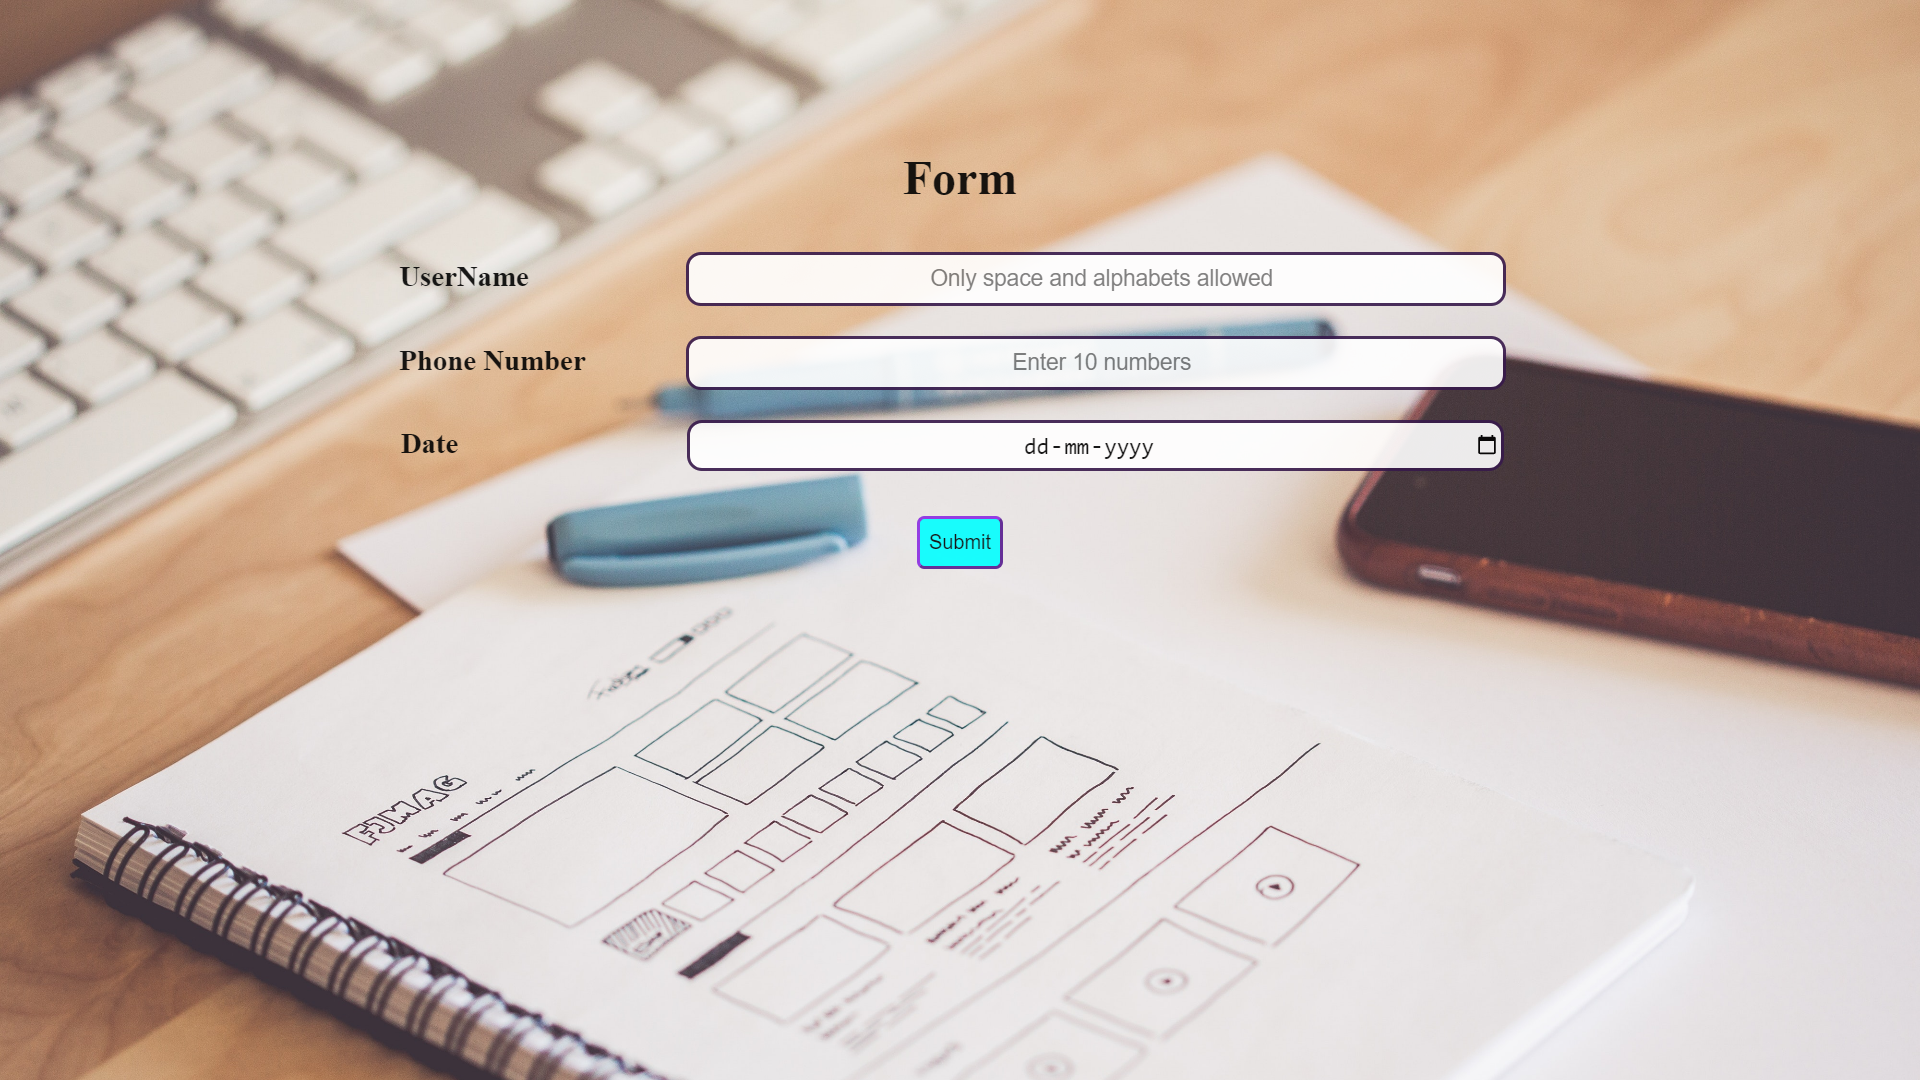 Form
UserName
Only space and alphabets allowed
Phone Number
Enter 10 numbers
Date
dd-mm-yyyy
Submit
FJMAG